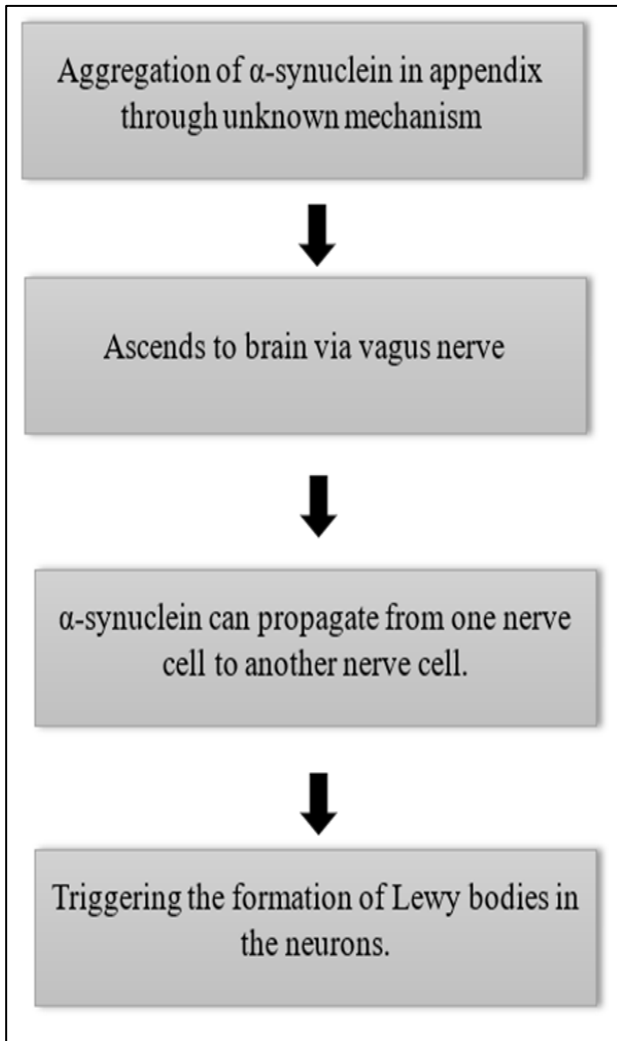 Aggregation of α-synuclein in appendix
through unknown mechanism
Ascends to brain via vagus nerve
α-synuclein can propagate from one nerve
cell to another nerve cell.
Triggering the formation of Lewy bodies in
the neurons.